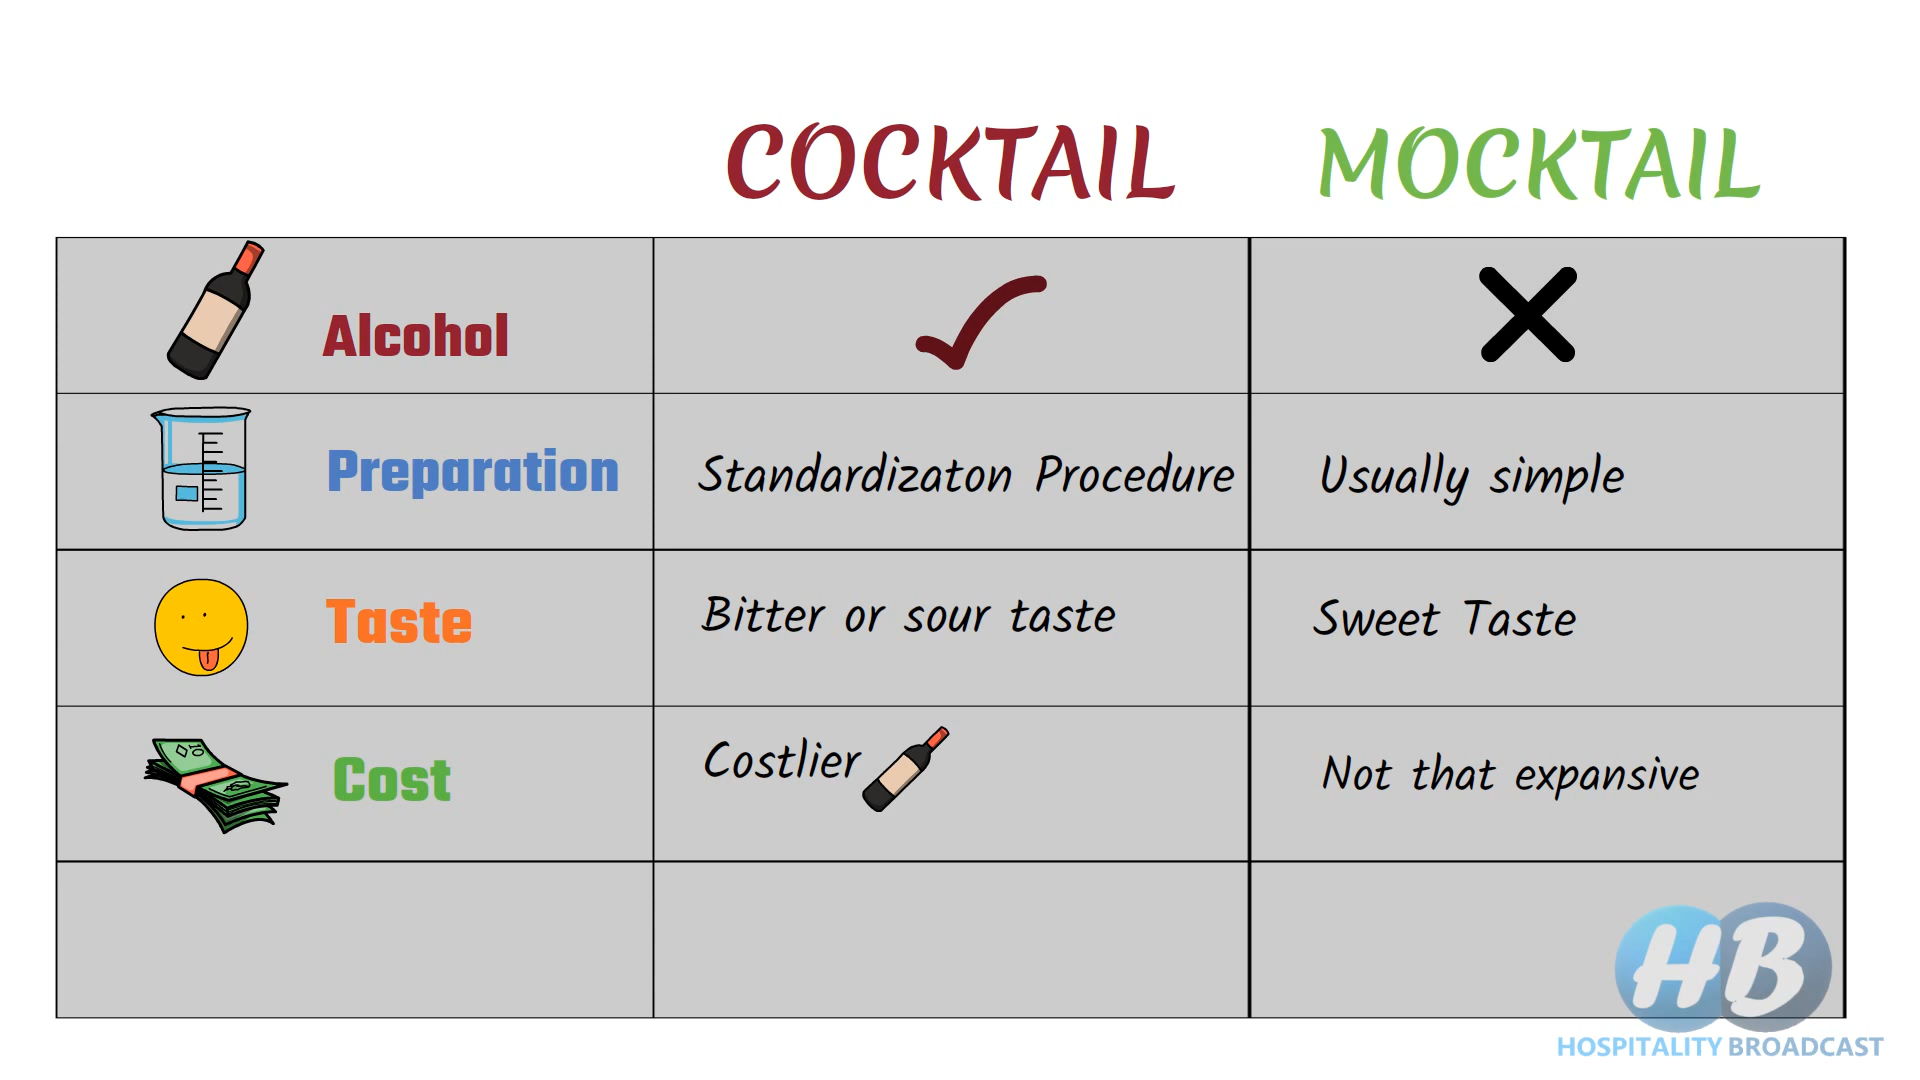 COCKTAIL MOCKTAIL
Alcohol
Preparation Standardizaton Procedure Usually simple
Taste Bitter or sour taste Sweet Taste
Cost Costlier Not that expansive
HB
HOSPITALITY BROADCAST